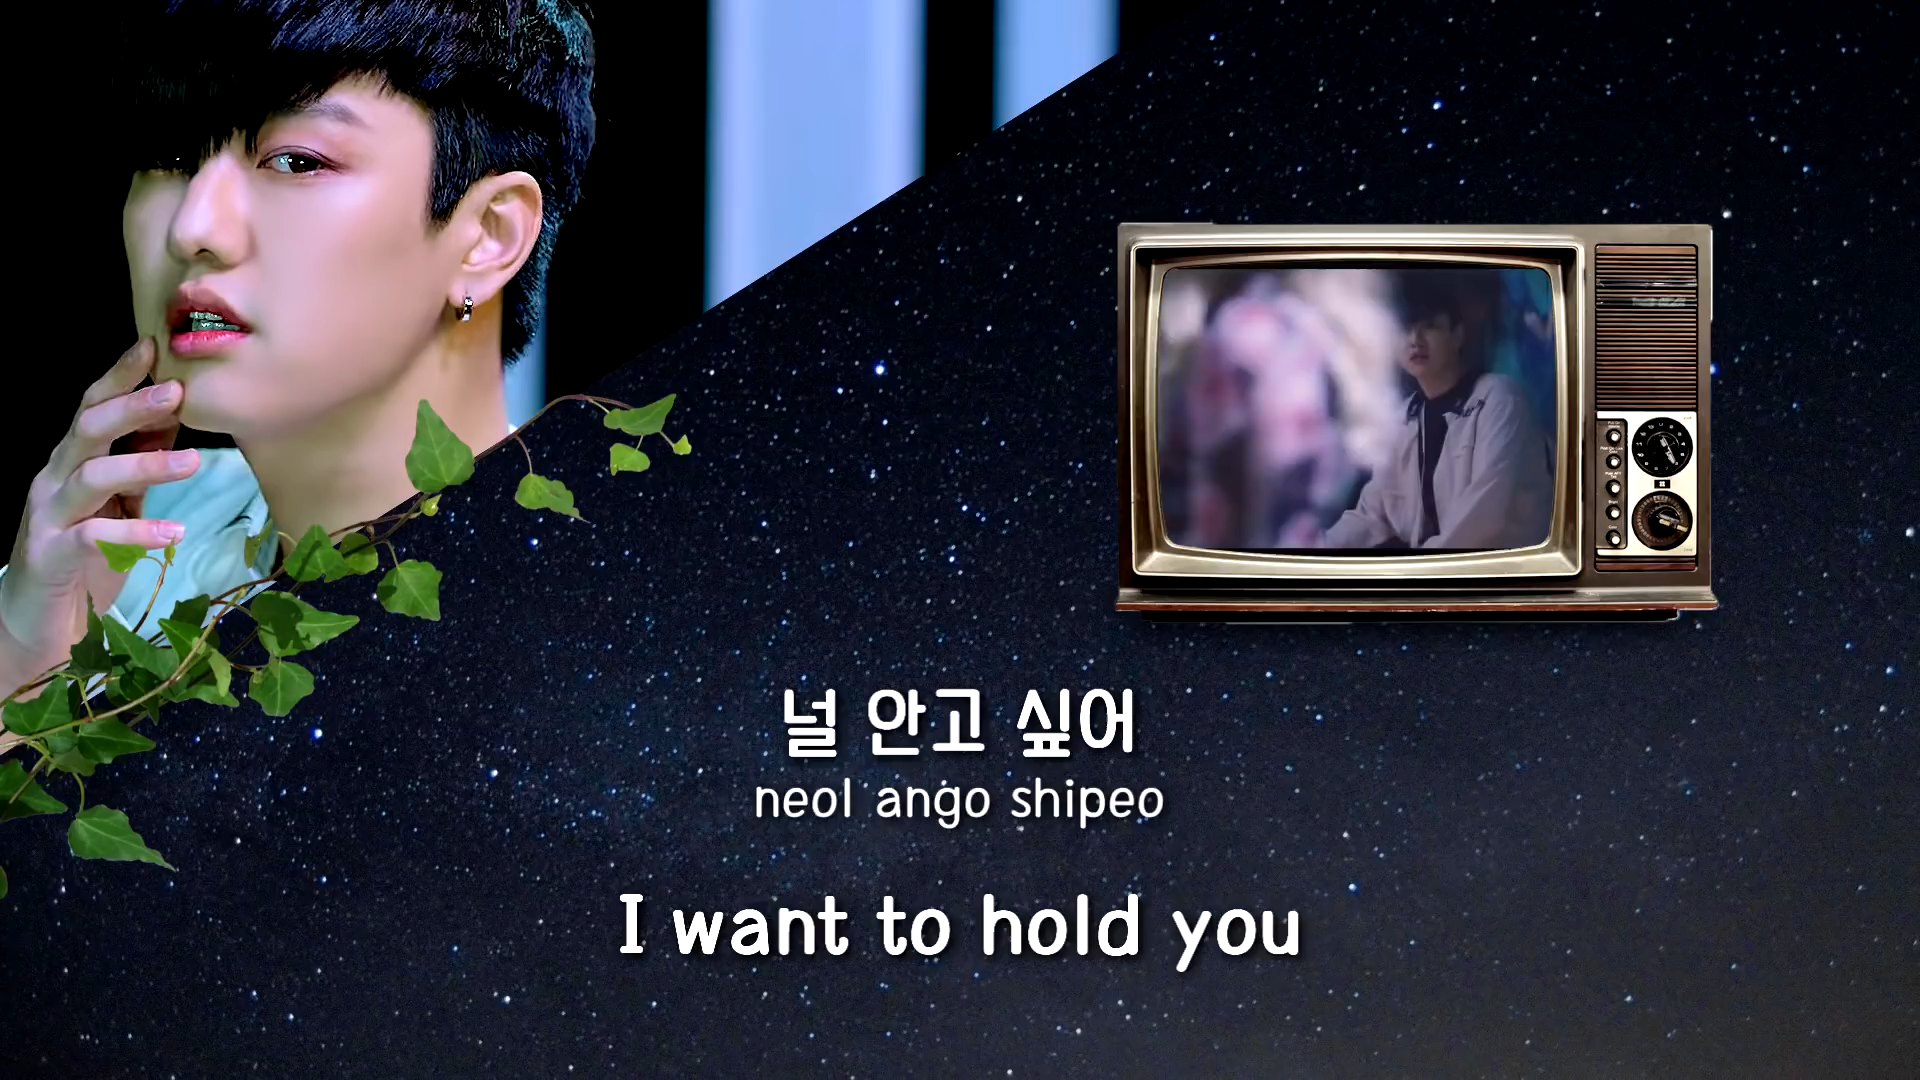 널 안고 싶어
neol ango shipeo
I want to hold you